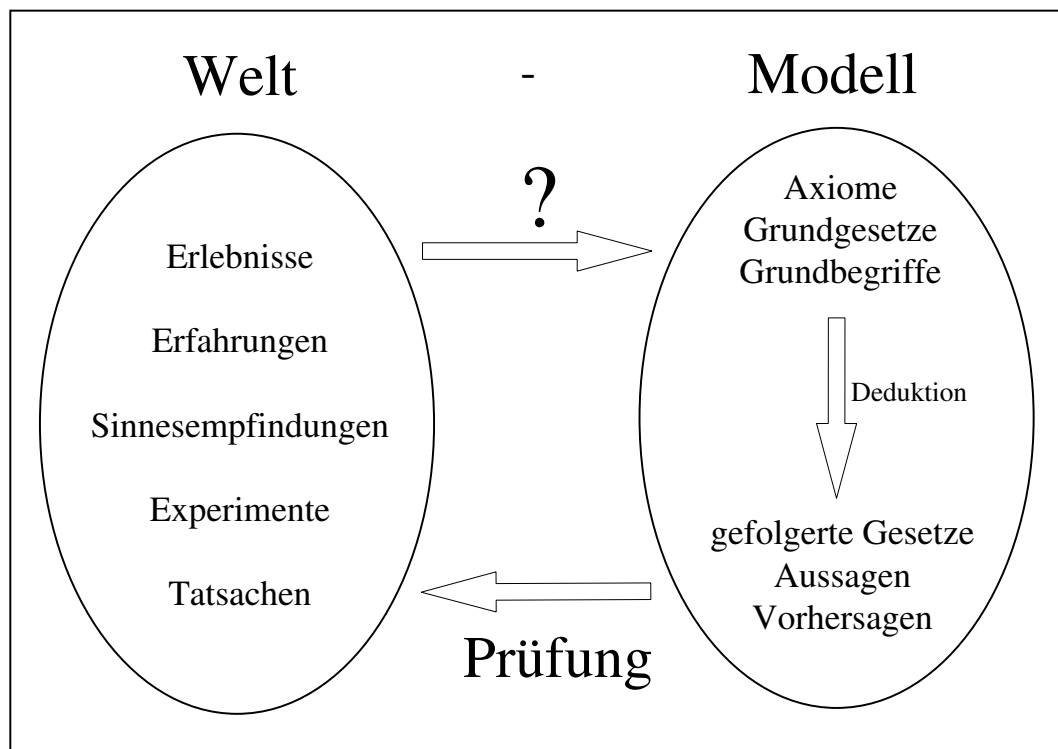 Welt - Modell
?
Erlebnisse
Erfahrungen
Sinnesempfindungen
Experimente
Tatsachen
Axiome
Grundgesetze
Grundbegriffe
Deduktion
gefolgerte Gesetze
Aussagen
Vorhersagen
Prüfung